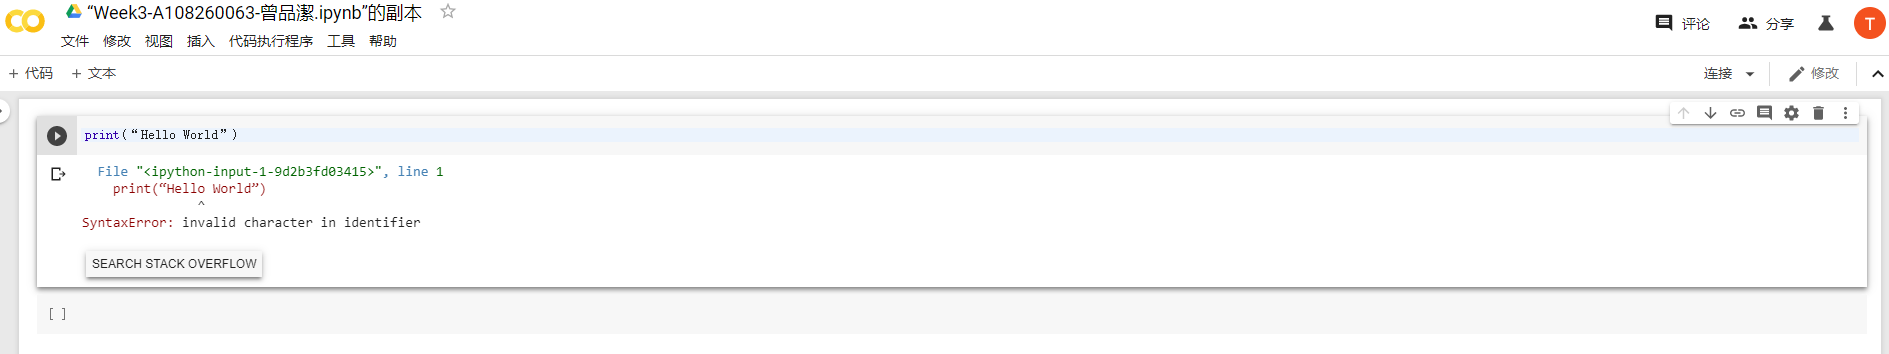 “Week3-A108260063-曾品潔.ipynb”的副本
文件 修改 视图 插入 代码执行程序 工具 帮助
评论 分享 T
+ 代码 + 文本
连接 修改
print(“Hello World”)
File "<ipython-input-1-9d2b3fd03415>", line 1
print(“Hello World”)
^
SyntaxError: invalid character in identifier
SEARCH STACK OVERFLOW
[ ]